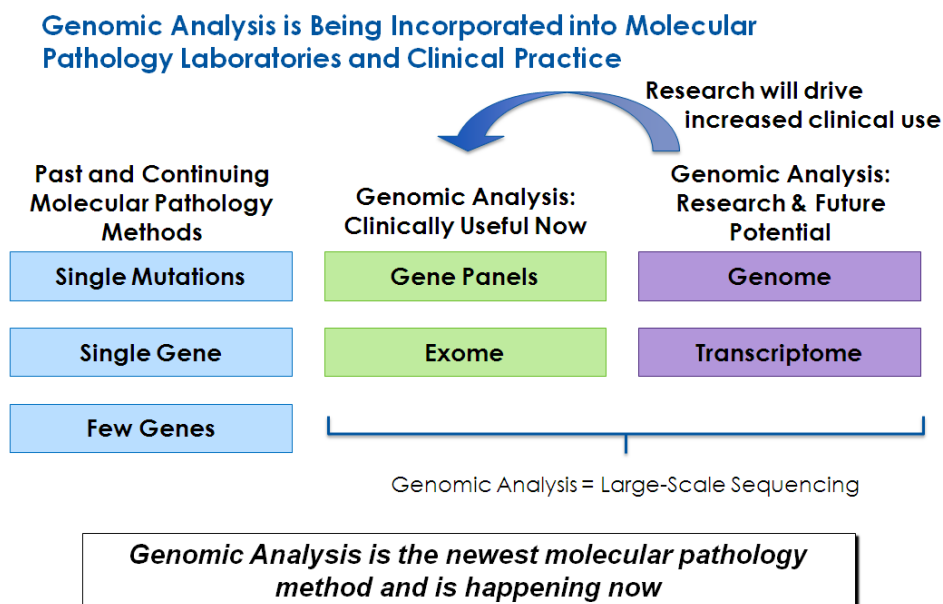 Genomic Analysis is Being Incorporated into Molecular
Pathology Laboratories and Clinical Practice
Research will drive
increased clinical use
Past and Continuing
Molecular Pathology
Methods
Single Mutations
Single Gene
Few Genes
Genomic Analysis:
Clinically Useful Now
Gene Panels
Exome
Genomic Analysis:
Research & Future
Potential
Genome
Transcriptome
Genomic Analysis = Large-Scale Sequencing
Genomic Analysis is the newest molecular pathology
method and is happening now